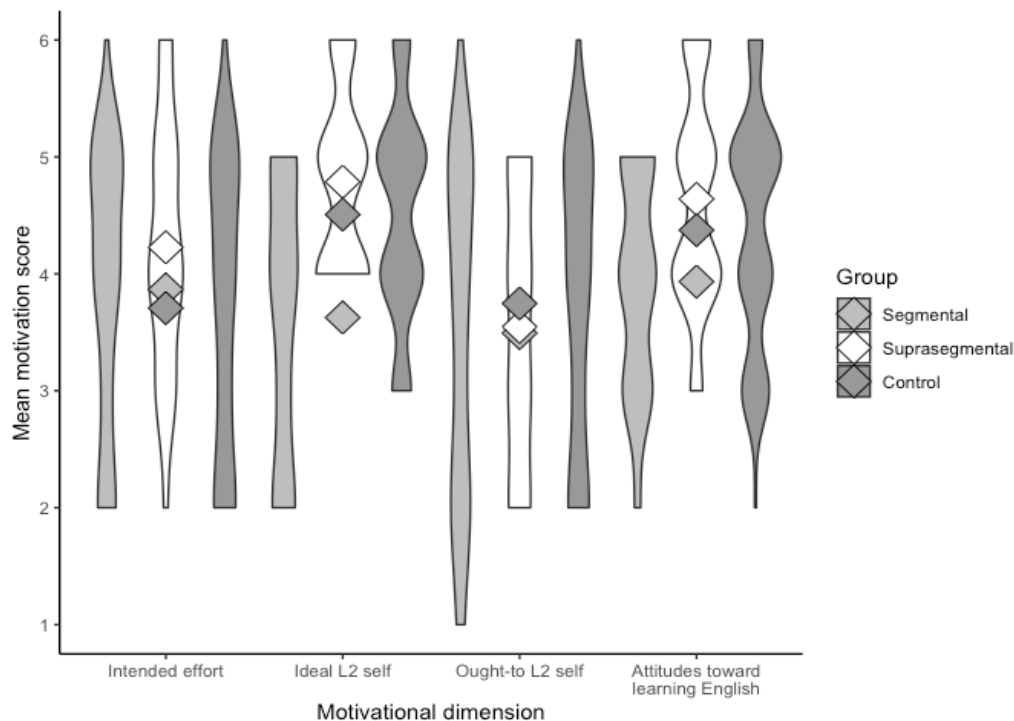 6
5
4
3
2
1
Mean motivation score
Intended effort
Ideal L2 self
Ought-to L2 self
Attitudes toward
learning English
Motivational dimension
Group
Segmental
Suprasegmental
Control